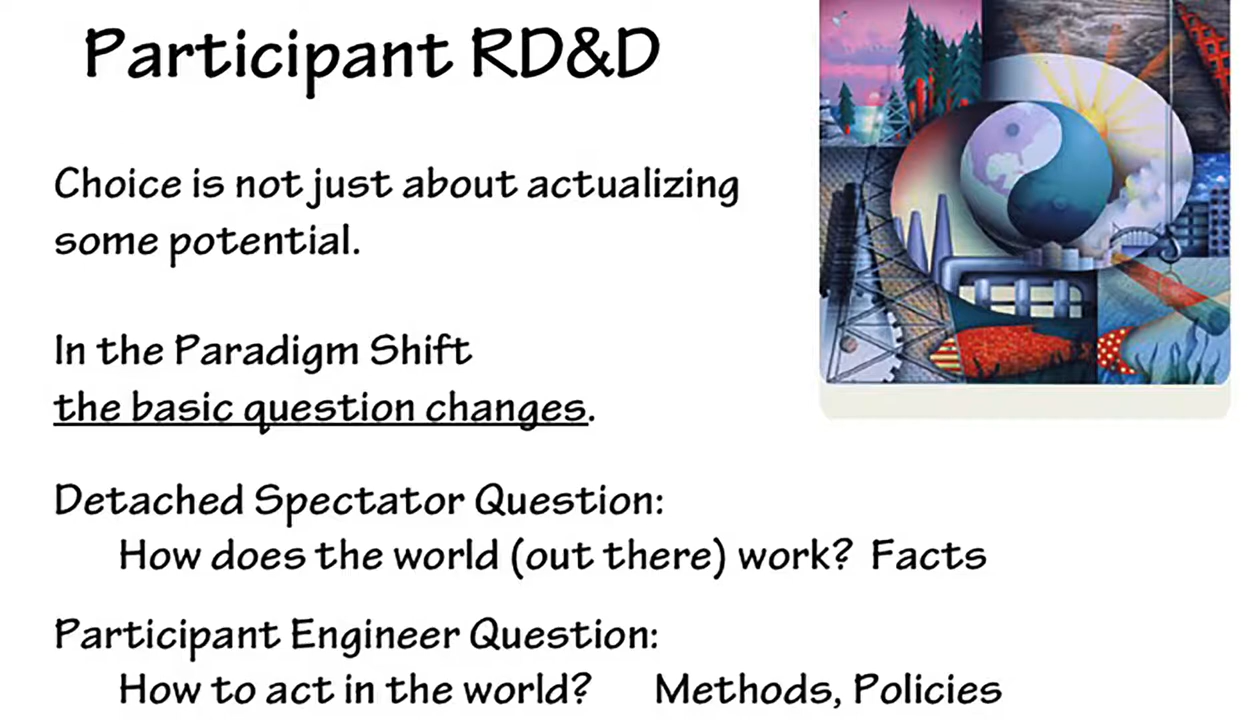 Participant RD&D
Choice is not just about actualizing
some potential.
In the Paradigm Shift
the basic question changes.
Detached Spectator Question:
How does the world (out there) work? Facts
Participant Engineer Question:
How to act in the world? Methods, Policies